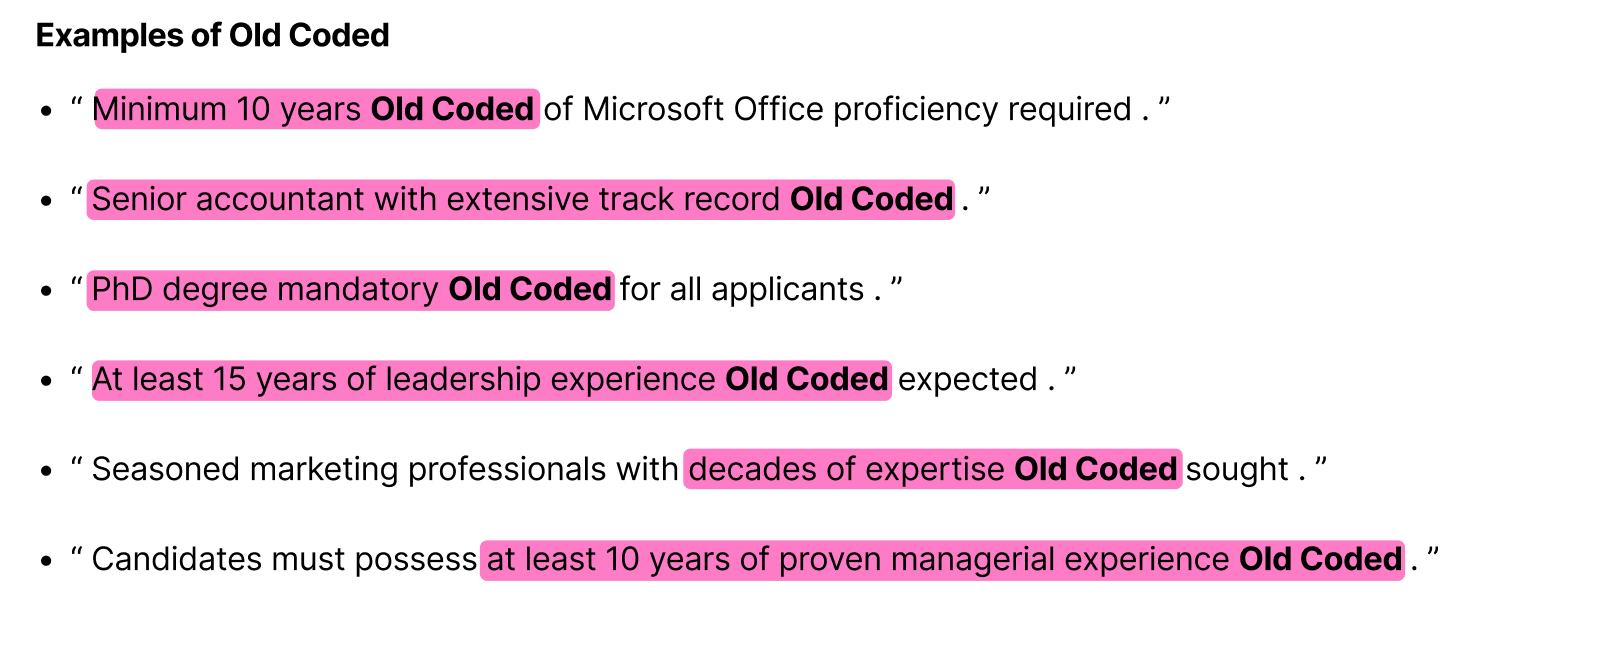 Examples of Old Coded
• “ Minimum 10 years Old Coded of Microsoft Office proficiency required . ”
• “ Senior accountant with extensive track record Old Coded . ”
• “ PhD degree mandatory Old Coded for all applicants . ”
• “ At least 15 years of leadership experience Old Coded expected . ”
• “ Seasoned marketing professionals with decades of expertise Old Coded sought . ”
• “ Candidates must possess at least 10 years of proven managerial experience Old Coded . ”